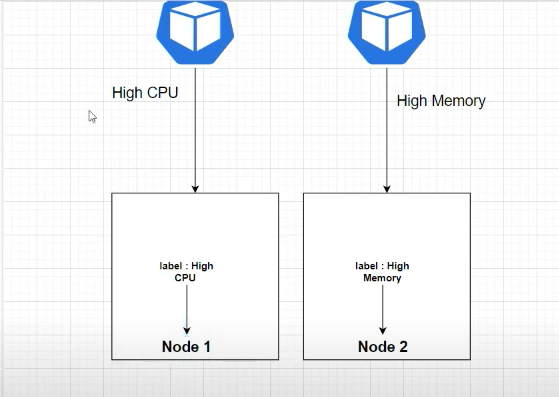 High CPU
High Memory
label : High
CPU
label : High
Memory
Node 1
Node 2